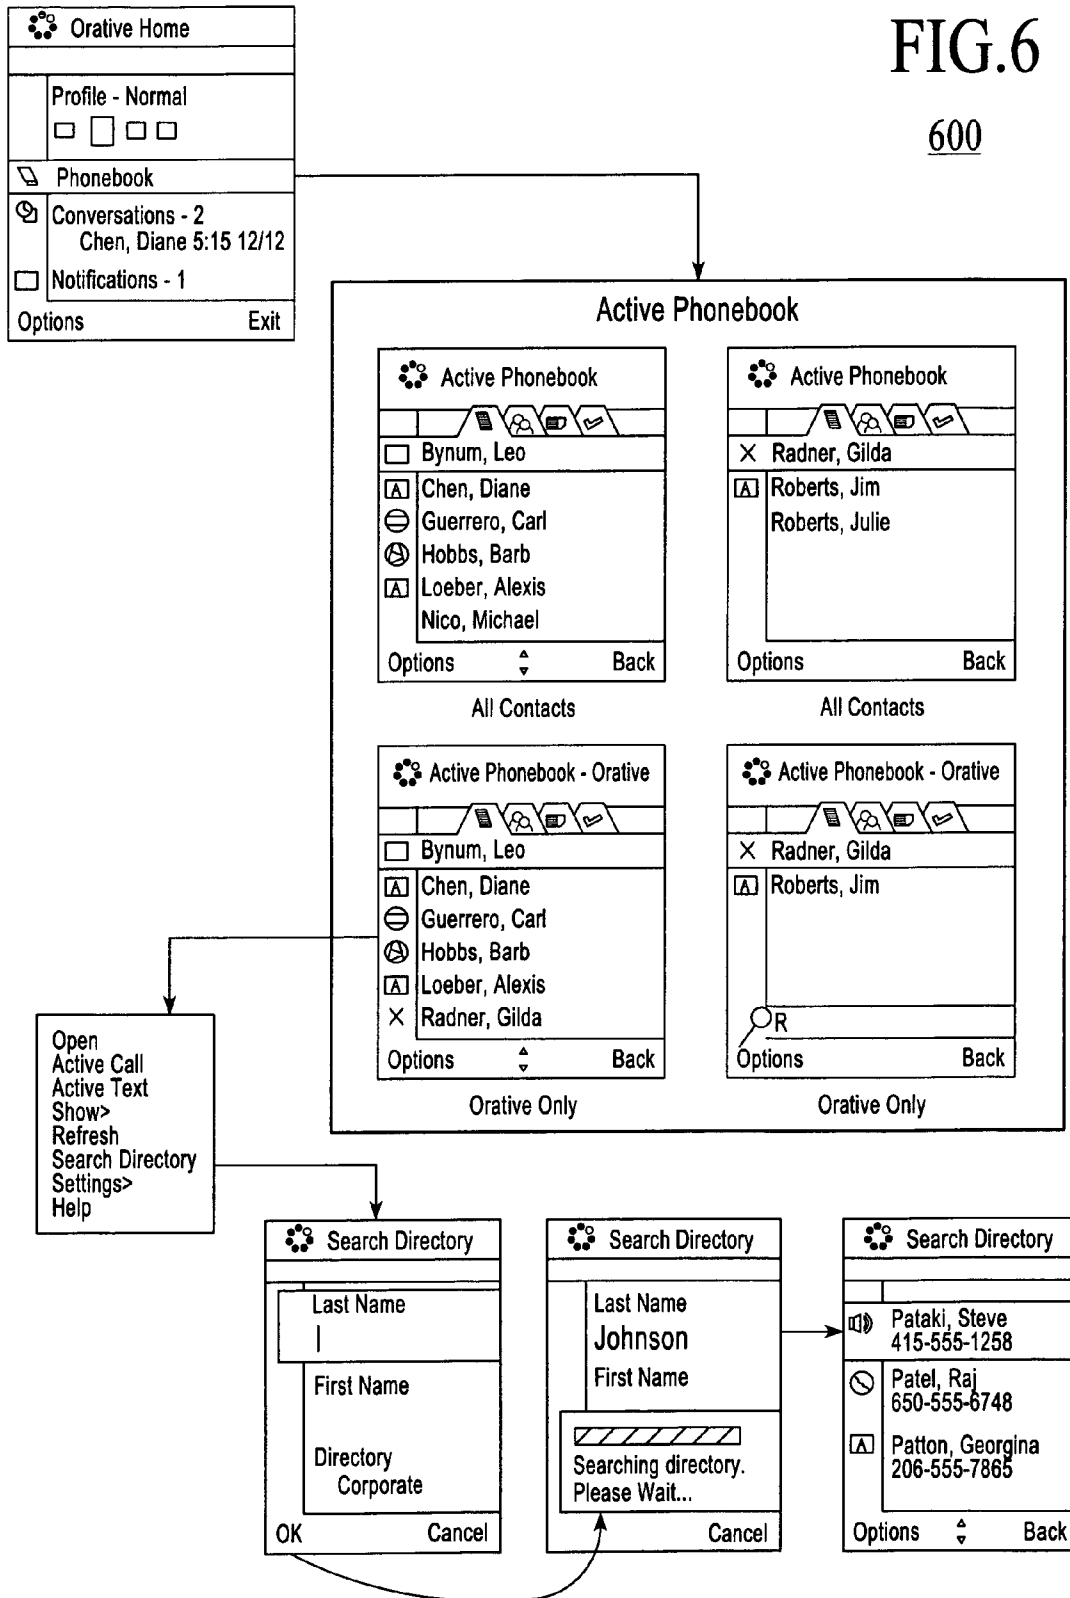 FIG.6
600
Orative Home
Profile - Normal
Phonebook
Conversations - 2
Chen, Diane 5:15 12/12
Notifications - 1
Options Exit
Active Phonebook
Active Phonebook
Bynum, Leo
A Chen, Diane
Guerrero, Carl
Hobbs, Barb
A Loeber, Alexis
Nico, Michael
Options Back
All Contacts
Active Phonebook
X Radner, Gilda
A Roberts, Jim
Roberts, Julie
Options Back
All Contacts
Active Phonebook - Orative
Bynum, Leo
A Chen, Diane
Guerrero, Carl
Hobbs, Barb
A Loeber, Alexis
X Radner, Gilda
Options Back
Orative Only
Active Phonebook - Orative
X Radner, Gilda
A Roberts, Jim
R
Options Back
Orative Only
Open
Active Call
Active Text
Show>
Refresh
Search Directory
Settings>
Help
Search Directory
Last Name
First Name
Directory
Corporate
OK Cancel
Search Directory
Last Name
Johnson
First Name
Searching directory.
Please Wait...
Cancel
Search Directory
Pataki, Steve
415-555-1258
Patel, Raj
650-555-6748
A Patton, Georgina
206-555-7865
Options Back